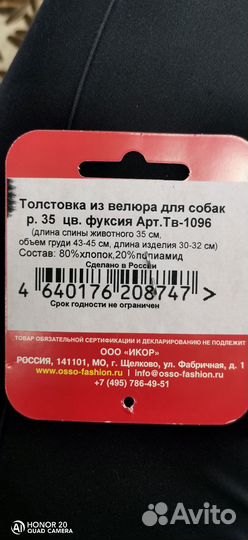 Толстовка из велюра для собак
р. 35 цв. фуксия Арт.Тв-1096
(длина спины животного 35 см,
объем груди 43-45 см, длина изделия 30-32 см)
Состав: 80%хлопок,20%полиамид
Сделано в России
4 640176 208747 >
Срок годности не ограничен
ТОВАР ОБЯЗАТЕЛЬНОЙ СЕРТИФИКАЦИИ И ДЕКЛАРИРОВАНИЮ НЕ ПОДЛЕЖИТ
ООО «ИКОР»
РОССИЯ, 141101, МО, г. Щелково, ул. Фабричная, д. 1
www.osso-fashion.ru | info@osso-fashion.ru
+7 (495) 786-49-51
HONOR 20
QUAD CAMERA
Avito